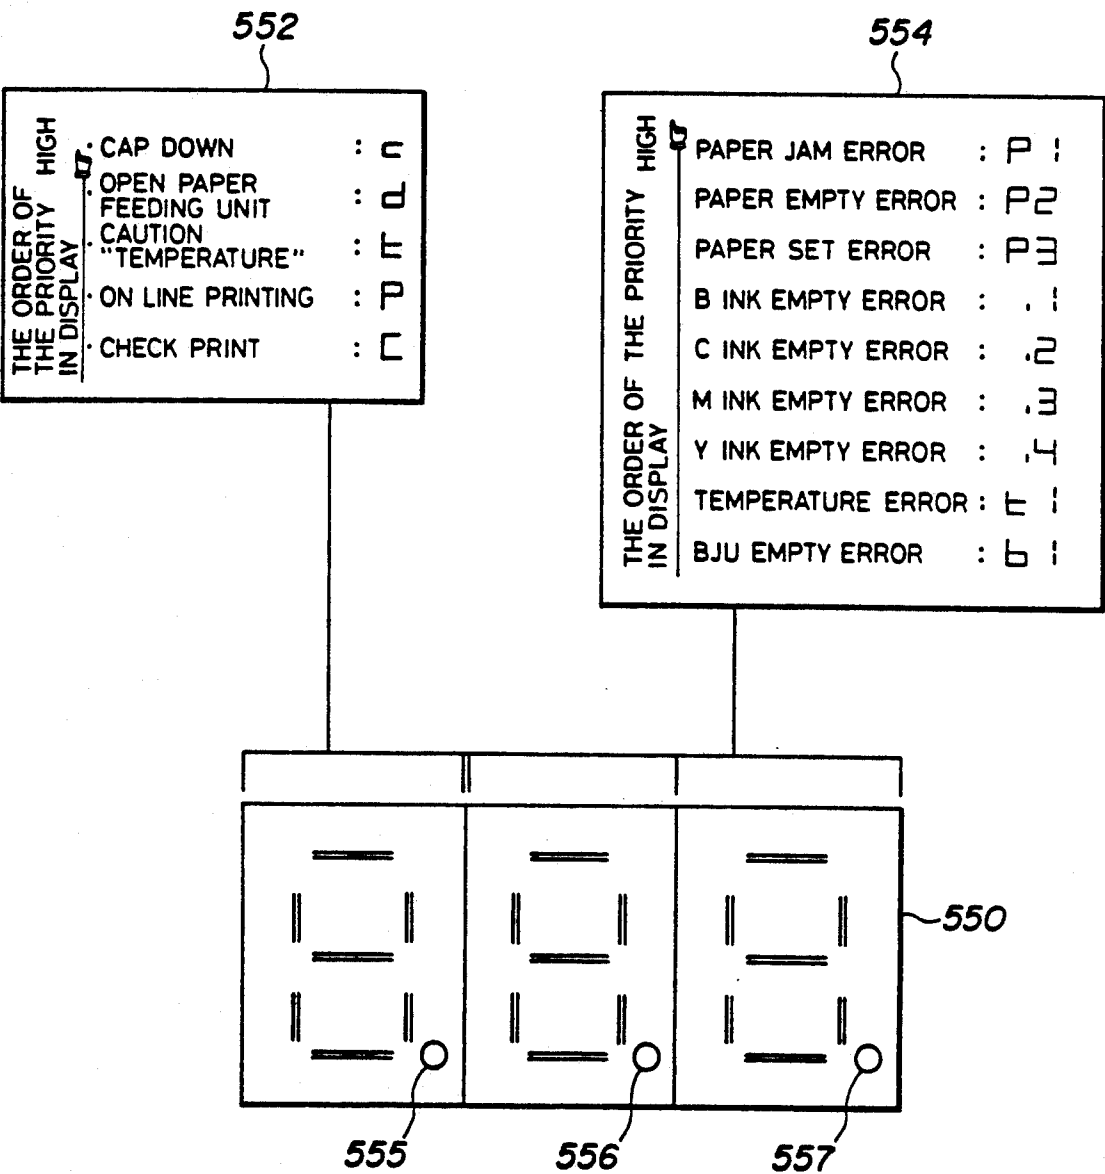 552
THE ORDER OF
THE PRIORITY HIGH
IN DISPLAY
CAP DOWN : n
OPEN PAPER
FEEDING UNIT : d
CAUTION
"TEMPERATURE" : t
ON LINE PRINTING : P
CHECK PRINT : C
554
THE ORDER OF THE PRIORITY HIGH
IN DISPLAY
PAPER JAM ERROR : P1
PAPER EMPTY ERROR : P2
PAPER SET ERROR : P3
B INK EMPTY ERROR : .1
C INK EMPTY ERROR : .2
M INK EMPTY ERROR : .3
Y INK EMPTY ERROR : .4
TEMPERATURE ERROR : t1
BJU EMPTY ERROR : b1
550
555
556
557